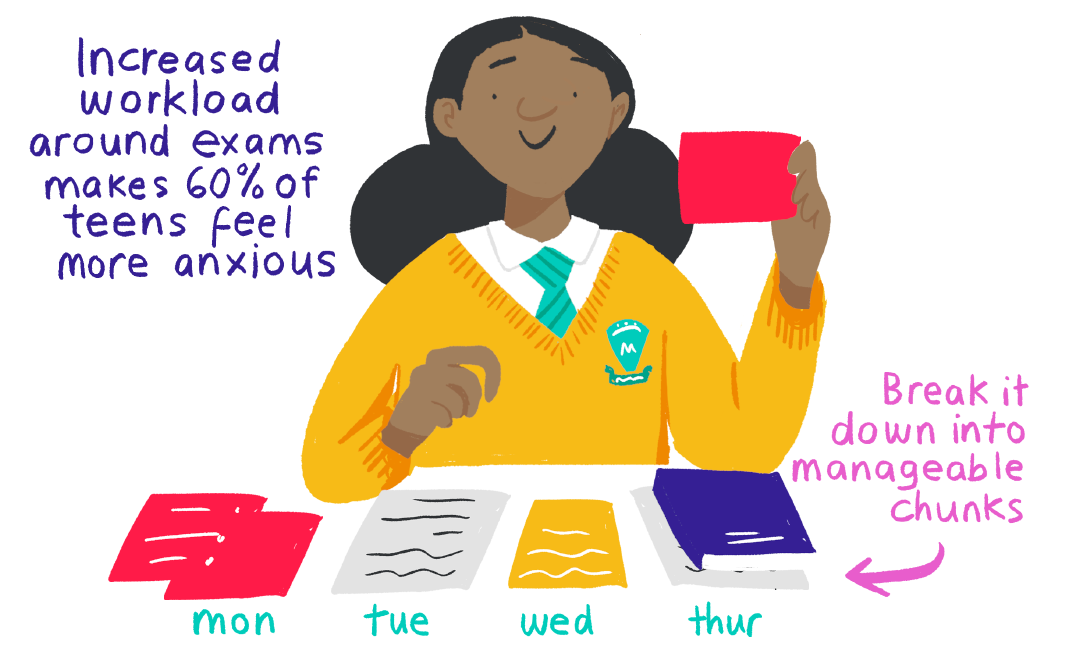 Increased
workload
around exams
makes 60% of
teens feel
more anxious
M
Break it
down into
manageable
chunks
mon tue wed thur